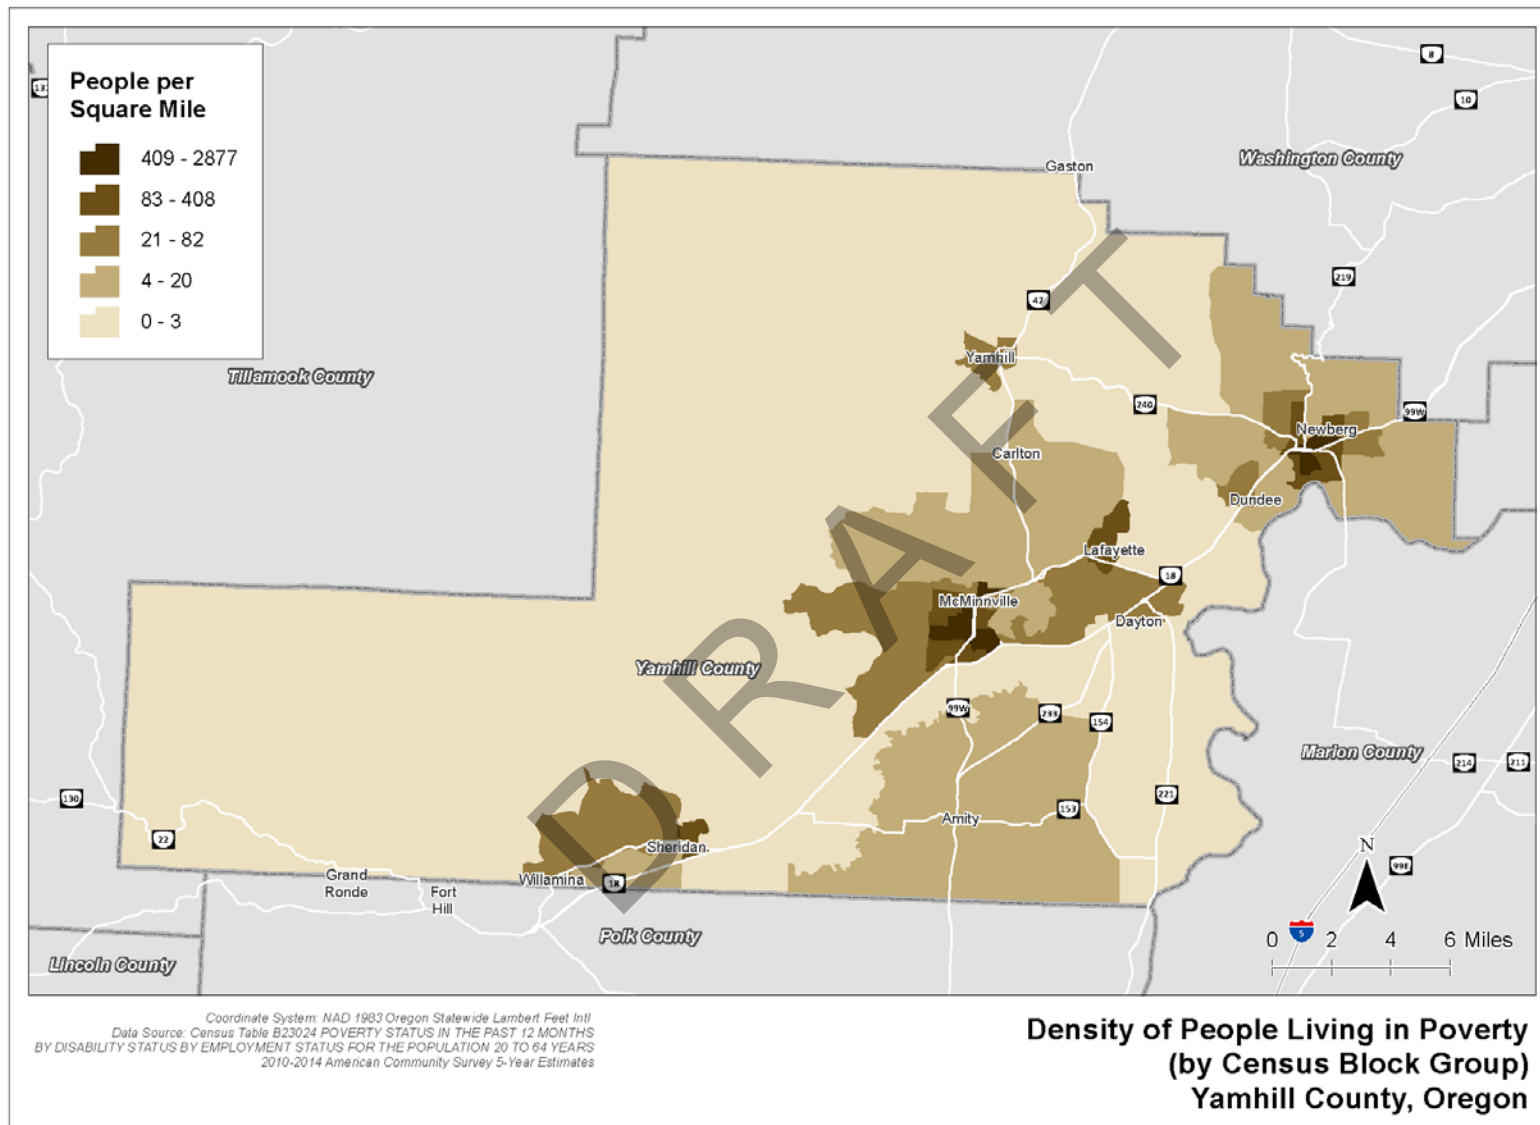 People per
Square Mile
409 - 2877
83 - 408
21 - 82
4 - 20
0 - 3
8
10
Washington County
Gaston
219
47
Tillamook County
Yamhill
240
99W
Newberg
Carlton
Dundee
Lafayette
18
McMinnville
Dayton
Yamhill County
99W
233
154
Marion County
214
211
130
221
153
Amity
22
Sheridan
N
99E
Grand
Ronde
Willamina
18
Fort
Hill
Polk County
5
0 2 4 6 Miles
Lincoln County
DRAFT
Coordinate System: NAD 1983 Oregon Statewide Lambert Feet Intl
Data Source: Census Table B23024 POVERTY STATUS IN THE PAST 12 MONTHS
BY DISABILITY STATUS BY EMPLOYMENT STATUS FOR THE POPULATION 20 TO 64 YEARS
2010-2014 American Community Survey 5-Year Estimates
Density of People Living in Poverty
(by Census Block Group)
Yamhill County, Oregon